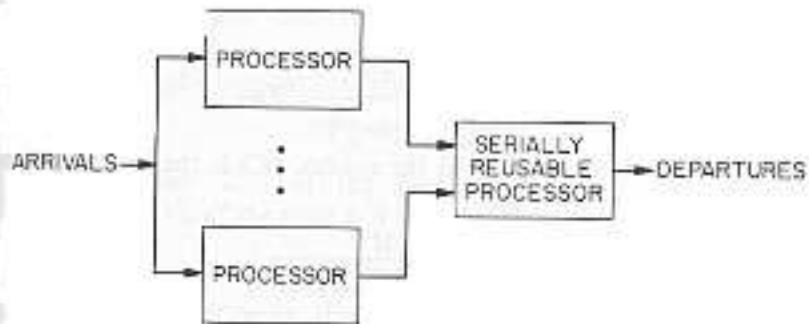 PROCESSOR
ARRIVALS
SERIALLY
REUSABLE
PROCESSOR
DEPARTURES
PROCESSOR